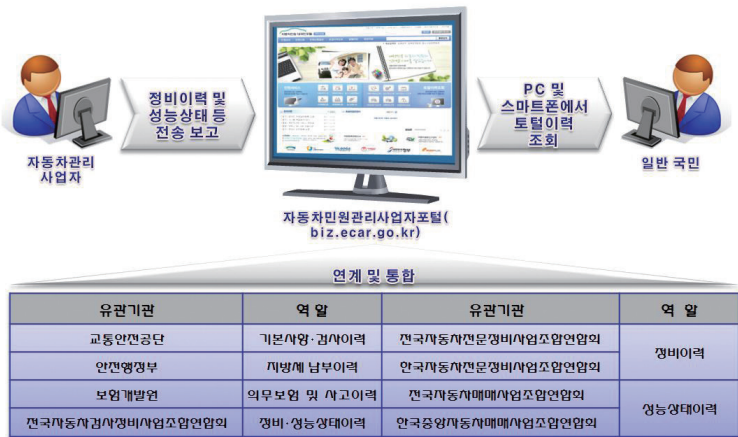 정비이력 및
성능상태 등
전송 보고
PC 및
스마트폰에서
토털이력
조회
자동차관리
사업자
일반 국민
자동차민원관리사업자포털(
biz.ecar.go.kr)
연계 및 통합
유관기관 역 할 유관기관 역 할
교통안전공단 기본사항·검사이력 전국자동차전문정비사업조합연합회 정비이력
안전행정부 지방세 납부이력 한국자동차전문정비사업조합연합회
보험개발원 의무보험 및 사고이력 전국자동차매매사업조합연합회 성능상태이력
전국자동차검사정비사업조합연합회 정비·성능상태이력 한국중앙자동차매매사업조합연합회